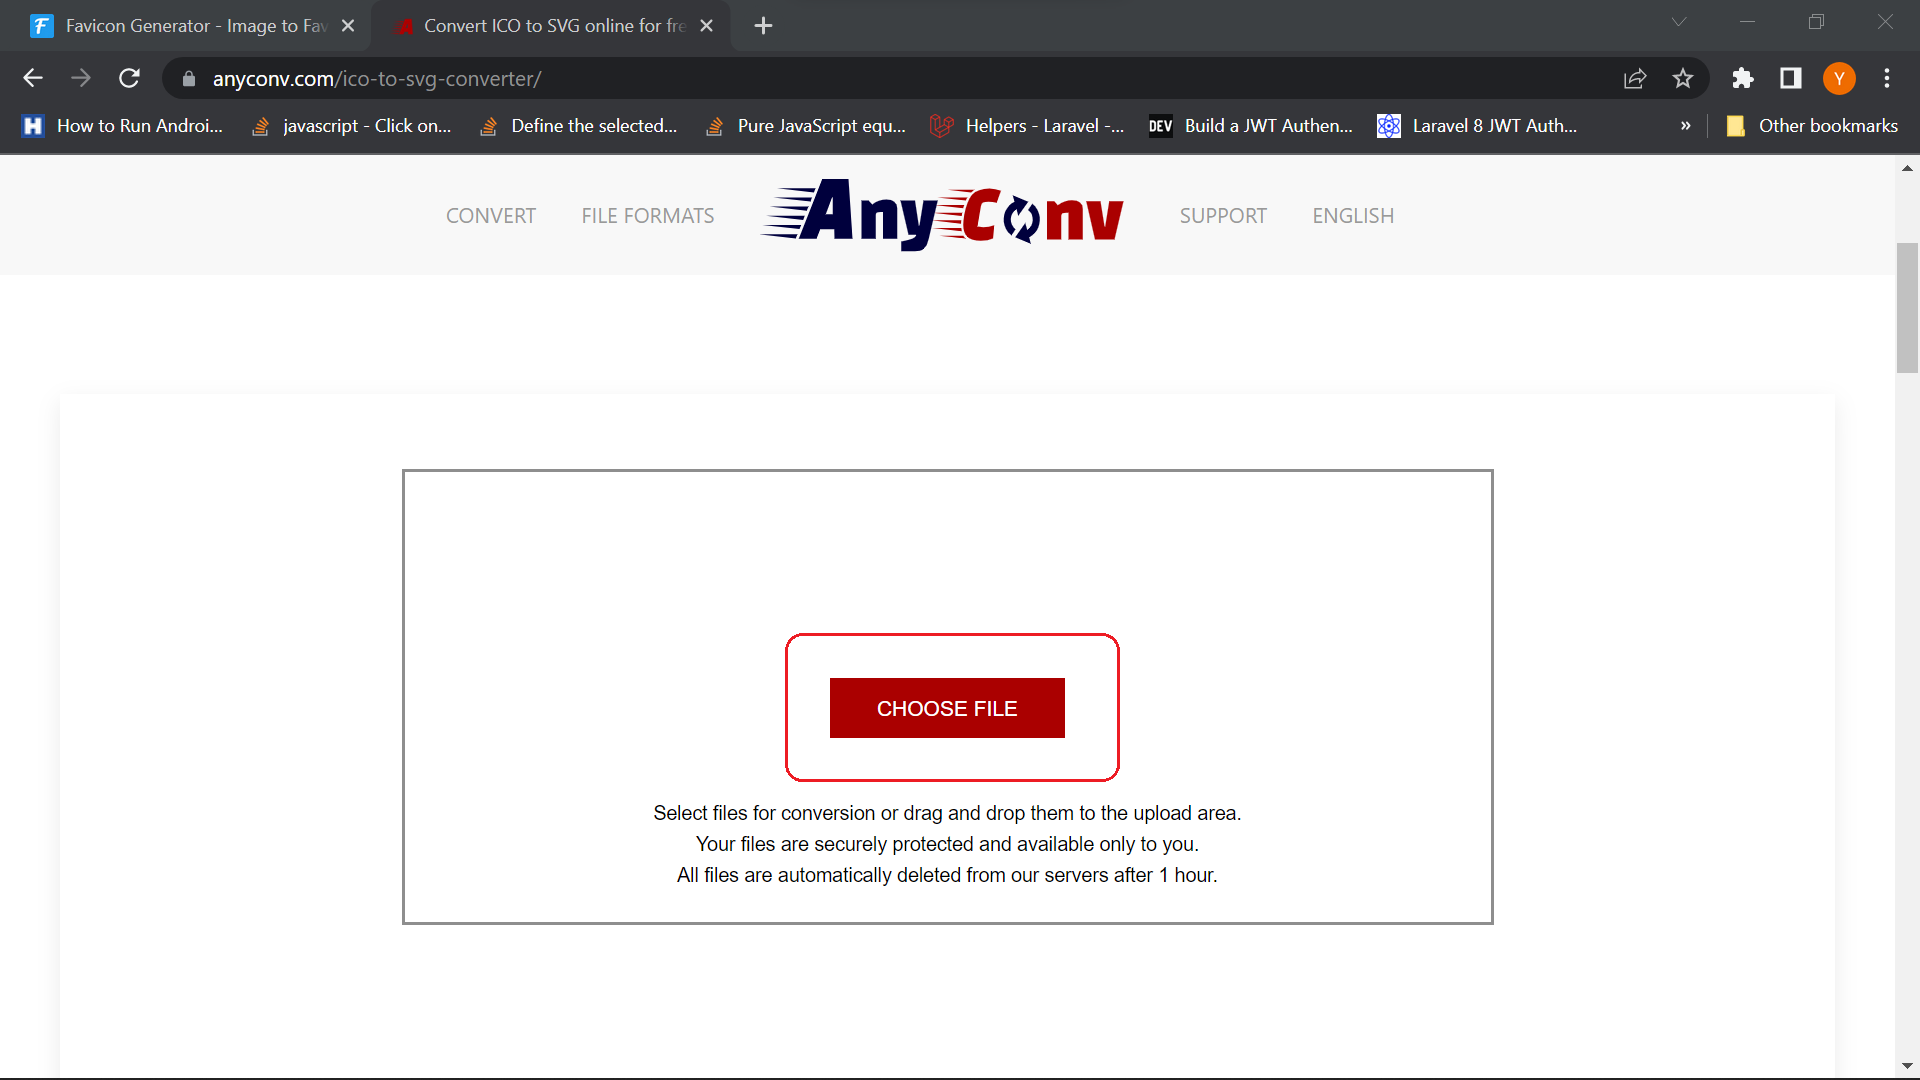 Favicon Generator - Image to Fav
Convert ICO to SVG online for fre
anyconv.com/ico-to-svg-converter/
Y
H How to Run Androi...
javascript - Click on...
Define the selected...
Pure JavaScript equ...
Helpers - Laravel -...
DEV Build a JWT Authen...
Laravel 8 JWT Auth...
»
Other bookmarks
CONVERT
FILE FORMATS
AnyConv
SUPPORT
ENGLISH
CHOOSE FILE
Select files for conversion or drag and drop them to the upload area.
Your files are securely protected and available only to you.
All files are automatically deleted from our servers after 1 hour.